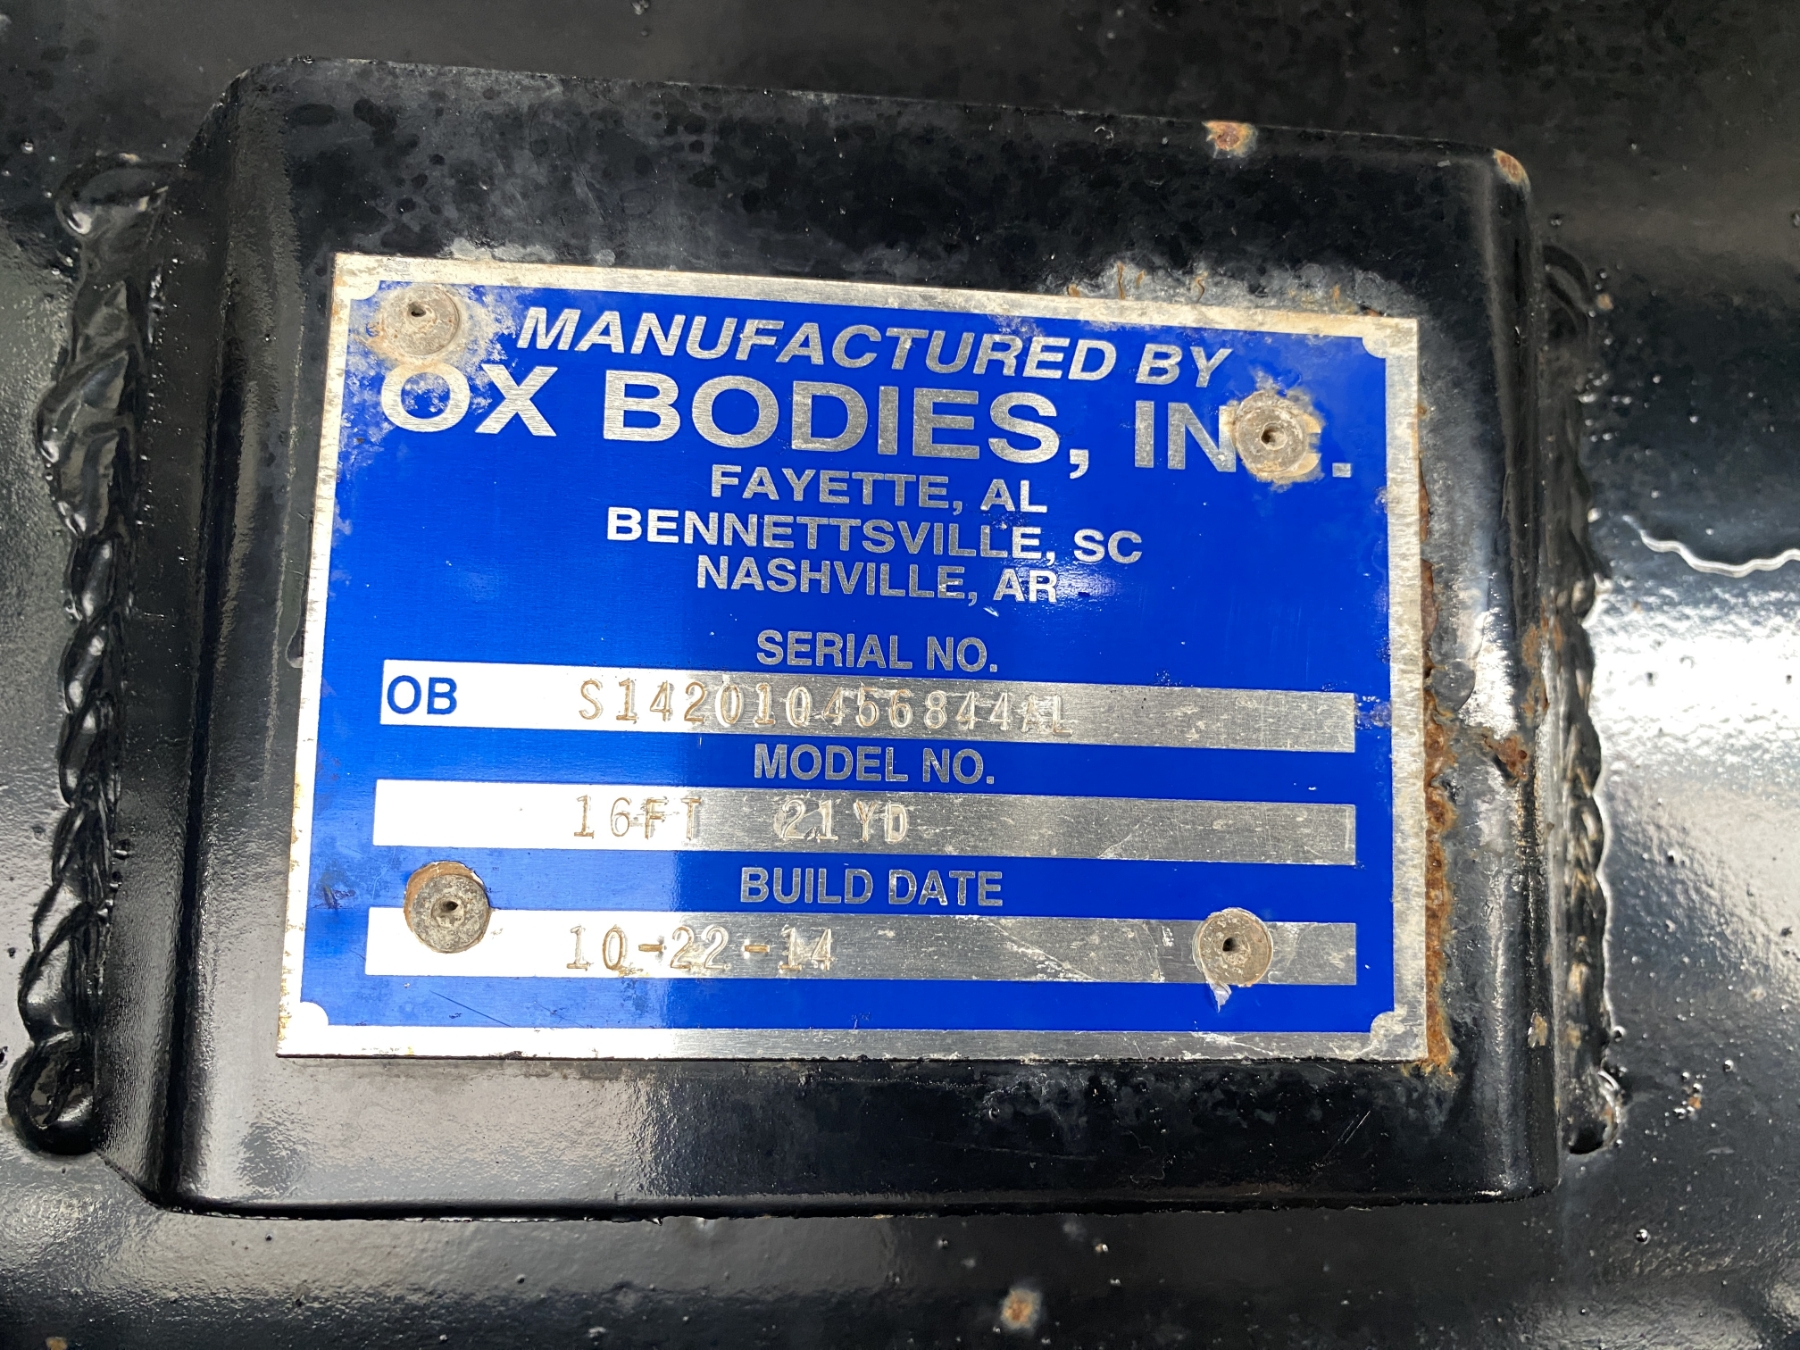 MANUFACTURED BY
OX BODIES, INC.
FAYETTE, AL
BENNETTSVILLE, SC
NASHVILLE, AR
SERIAL NO.
OB S142010456844AL
MODEL NO.
16FT 21YD
BUILD DATE
10-22-14